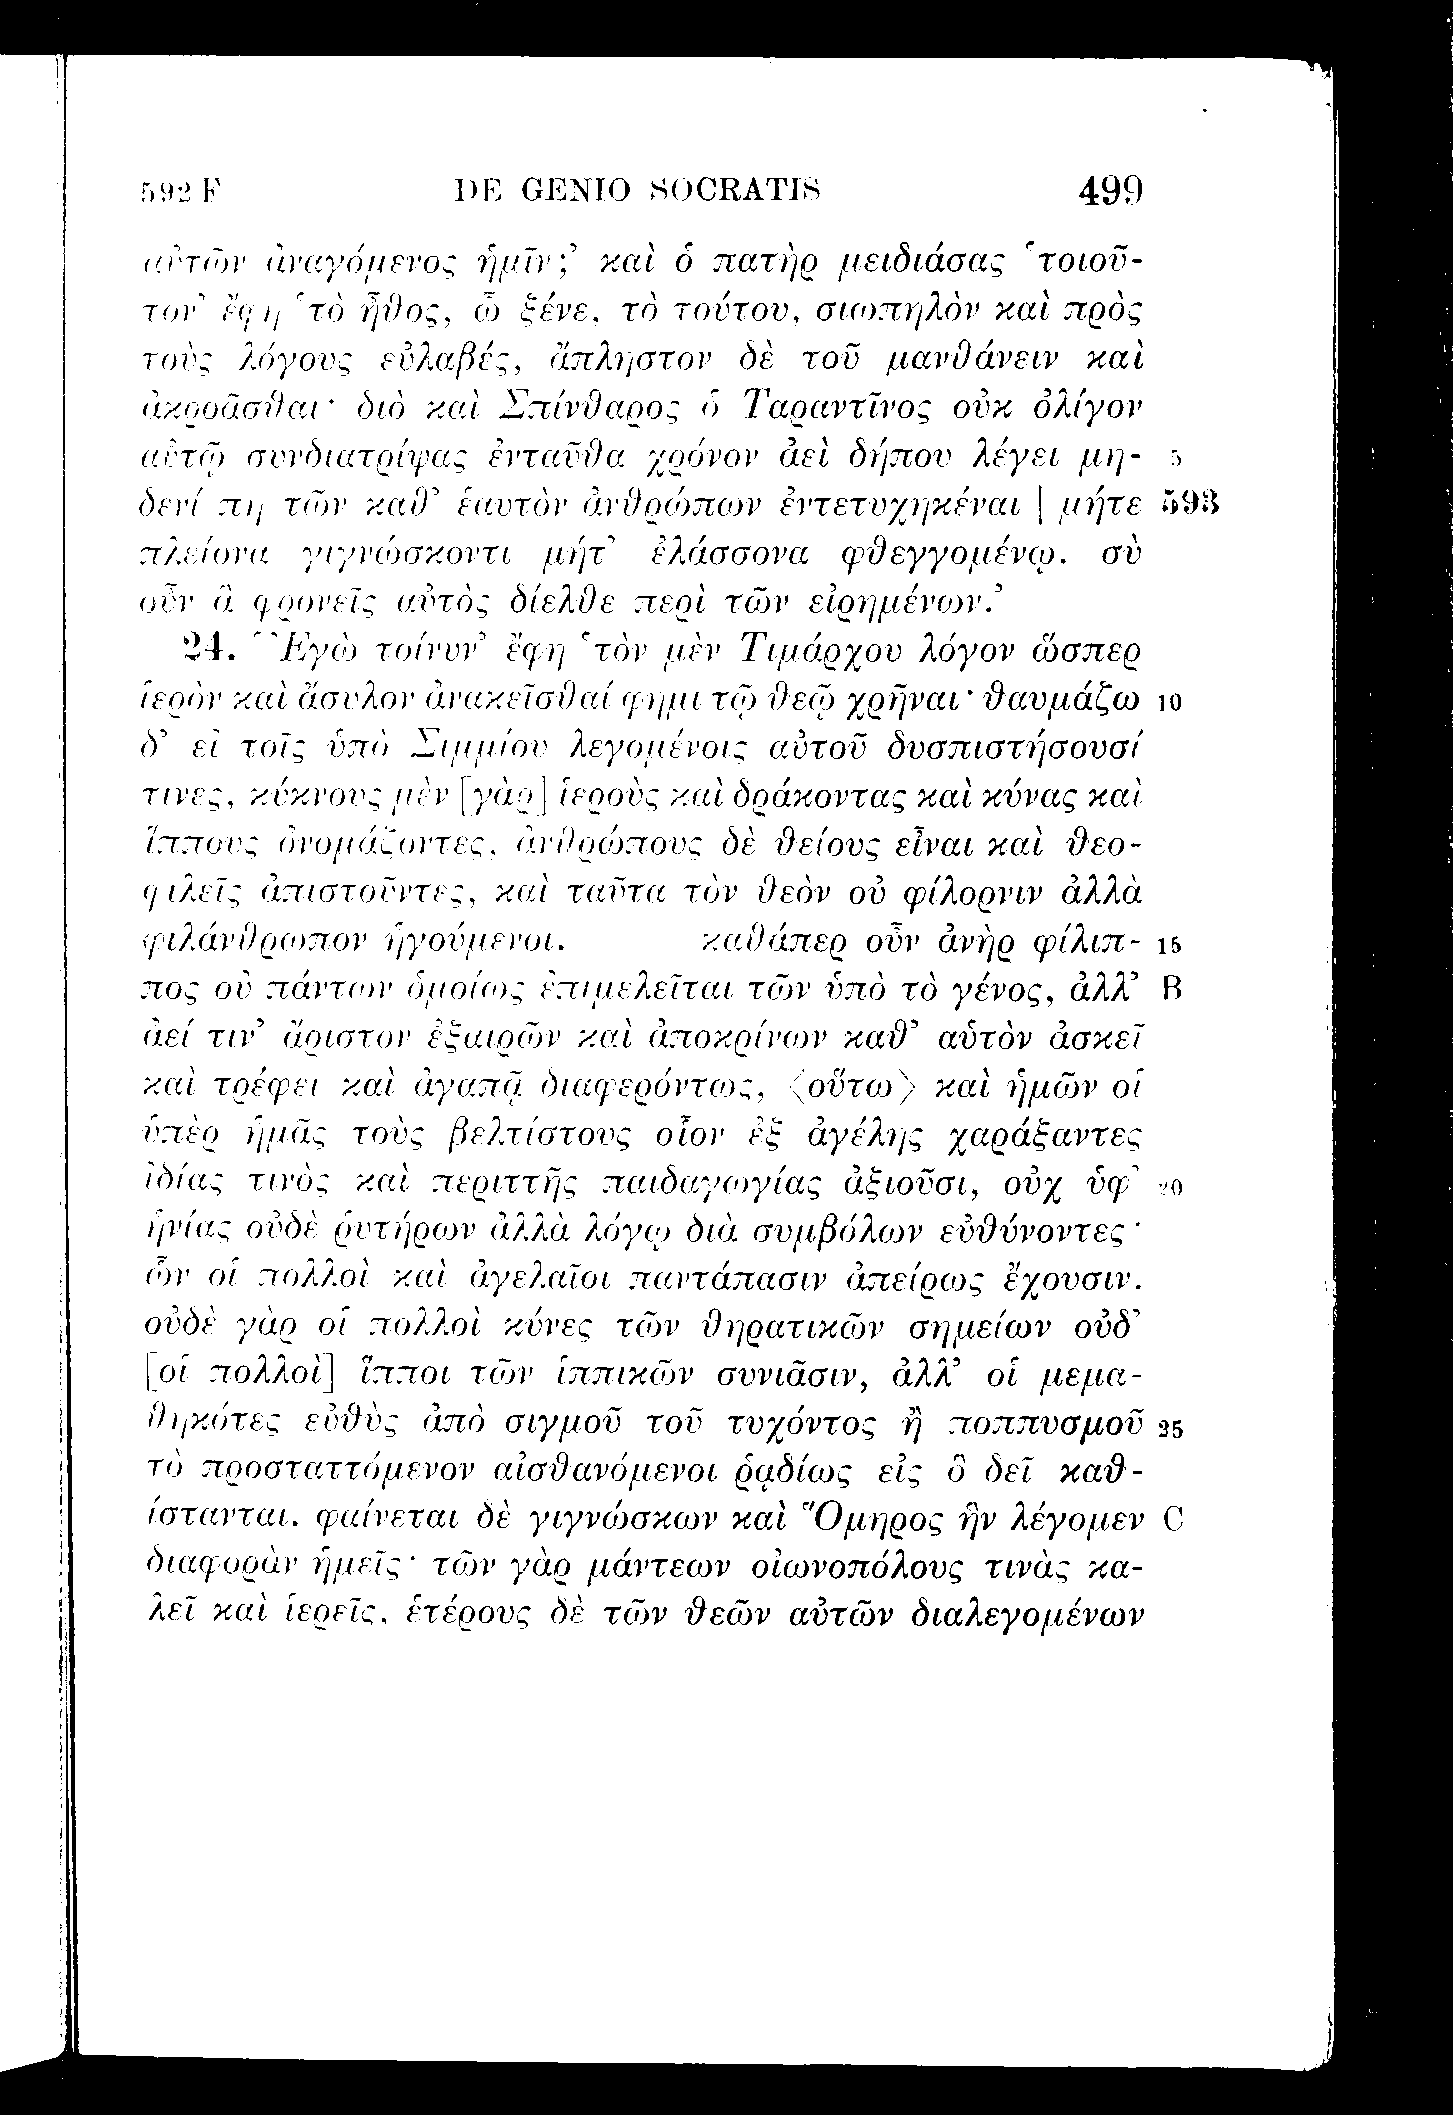 592 F DE GENIO SOCRATIS 499
αὐτῶν ἀναγόμενος ἡμῖν;’ καὶ ὁ πατὴρ μειδιάσας ‘τοιοῦ-
τον’ ἔφη ‘τὸ ἦθος, ὦ ξένε, τὸ τούτου, σιωπηλὸν καὶ πρὸς
τοὺς λόγους εὐλαβές, ἄπληστον δὲ τοῦ μανθάνειν καὶ
ἀκροᾶσθαι· διὸ καὶ Σπίνθαρος ὁ Ταραντῖνος οὐκ ὀλίγον
αὐτῷ συνδιατρίψας ἐνταῦθα χρόνον ἀεὶ δήπου λέγει μη- 5
δενί πῃ τῶν καθ’ ἑαυτὸν ἀνθρώπων ἐντετυχηκέναι | μήτε 593
πλείονα γιγνώσκοντι μήτ’ ἐλάσσονα φθεγγομένῳ. σὺ
οὖν ἃ φρονεῖς αὐτὸς δίελθε περὶ τῶν εἰρημένων.’
24. ‘Ἐγὼ τοίνυν’ ἔφη ‘τὸν μὲν Τιμάρχου λόγον ὥσπερ
ἱερὸν καὶ ἄσυλον ἀνακεῖσθαί φημι τῷ θεῷ χρῆναι· θαυμάζω 10
δ’ εἰ τοῖς ὑπὸ Σιμμίου λεγομένοις αὐτοῦ δυσπιστήσουσί
τινες, κύκνους μὲν [γὰρ] ἱεροὺς καὶ δράκοντας καὶ κύνας καὶ
ἵππους ὀνομάζοντες, ἀνθρώπους δὲ θείους εἶναι καὶ θεο-
φιλεῖς ἀπιστοῦντες, καὶ ταῦτα τὸν θεὸν οὐ φίλορνιν ἀλλὰ
φιλάνθρωπον ἡγούμενοι. καθάπερ οὖν ἀνὴρ φίλιπ- 15
πος οὐ πάντων ὁμοίως ἐπιμελεῖται τῶν ὑπὸ τὸ γένος, ἀλλ’ B
ἀεί τιν’ ἄριστον ἐξαιρῶν καὶ ἀποκρίνων καθ’ αὑτὸν ἀσκεῖ
καὶ τρέφει καὶ ἀγαπᾷ διαφερόντως, ⟨οὕτω⟩ καὶ ἡμῶν οἱ
ὑπὲρ ἡμᾶς τοὺς βελτίστους οἷον ἐξ ἀγέλης χαράξαντες
ἰδίας τινὸς καὶ περιττῆς παιδαγωγίας ἀξιοῦσι, οὐχ ὑφ’ 20
ἡνίας οὐδὲ ῥυτήρων ἀλλὰ λόγῳ διὰ συμβόλων εὐθύνοντες·
ὧν οἱ πολλοὶ καὶ ἀγελαῖοι παντάπασιν ἀπείρως ἔχουσιν.
οὐδὲ γὰρ οἱ πολλοὶ κύνες τῶν θηρατικῶν σημείων οὐδ’
[οἱ πολλοὶ] ἵπποι τῶν ἱππικῶν συνιᾶσιν, ἀλλ’ οἱ μεμα-
θηκότες εὐθὺς ἀπὸ σιγμοῦ τοῦ τυχόντος ἢ ποππυσμοῦ 25
τὸ προσταττόμενον αἰσθανόμενοι ῥᾳδίως εἰς ὃ δεῖ καθ-
ίστανται. φαίνεται δὲ γιγνώσκων καὶ Ὅμηρος ἣν λέγομεν C
διαφορὰν ἡμεῖς· τῶν γὰρ μάντεων οἰωνοπόλους τινὰς κα-
λεῖ καὶ ἱερεῖς, ἑτέρους δὲ τῶν θεῶν αὐτῶν διαλεγομένων